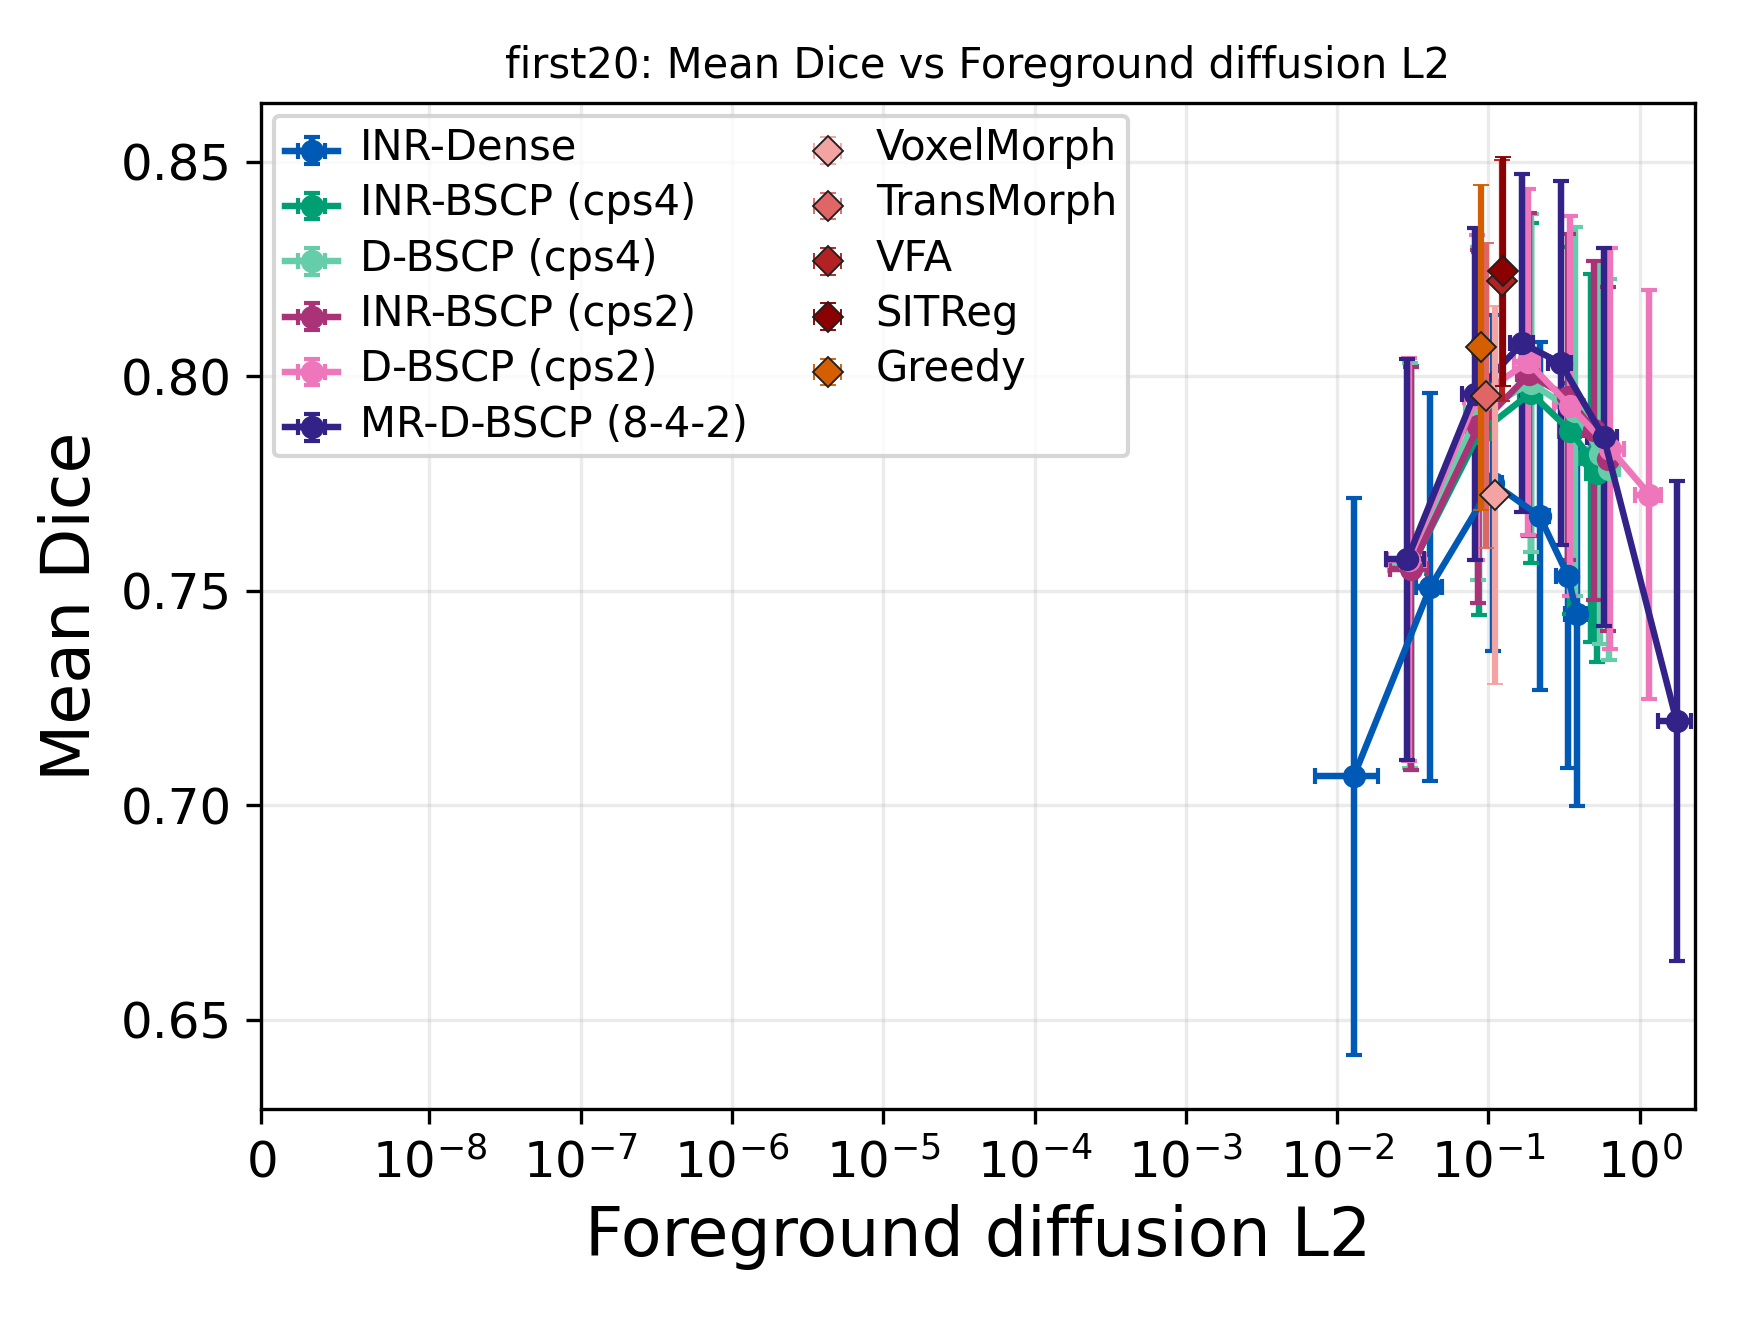 first20: Mean Dice vs Foreground diffusion L2
INR-Dense
INR-BSCP (cps4)
D-BSCP (cps4)
INR-BSCP (cps2)
D-BSCP (cps2)
MR-D-BSCP (8-4-2)
VoxelMorph
TransMorph
VFA
SITReg
Greedy
Mean Dice
0.85
0.80
0.75
0.70
0.65
0 10⁻⁸ 10⁻⁷ 10⁻⁶ 10⁻⁵ 10⁻⁴ 10⁻³ 10⁻² 10⁻¹ 10⁰
Foreground diffusion L2